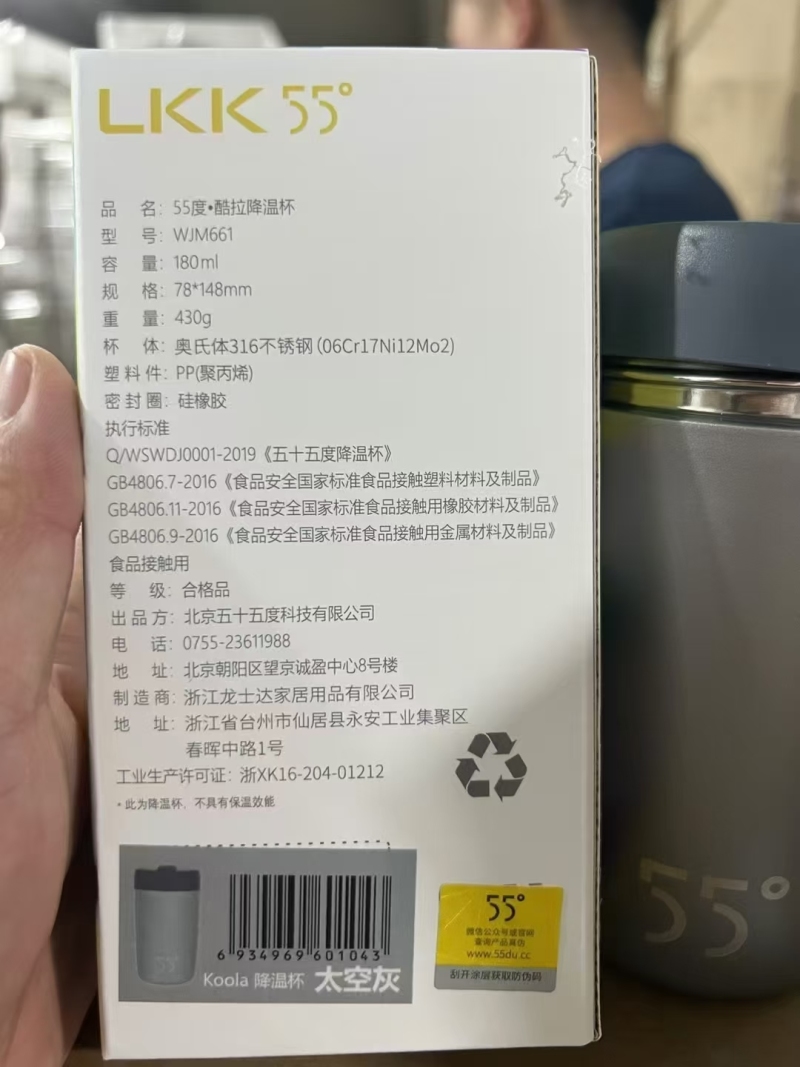 LKK 55°
品 名：55度•酷拉降温杯
型 号：WJM661
容 量：180ml
规 格：78*148mm
重 量：430g
杯 体：奥氏体316不锈钢(06Cr17Ni12Mo2)
塑料件：PP(聚丙烯)
密封圈：硅橡胶
执行标准
Q/WSWDJ0001-2019《五十五度降温杯》
GB4806.7-2016《食品安全国家标准食品接触塑料材料及制品》
GB4806.11-2016《食品安全国家标准食品接触用橡胶材料及制品》
GB4806.9-2016《食品安全国家标准食品接触用金属材料及制品》
食品接触用
等 级：合格品
出品方：北京五十五度科技有限公司
电 话：0755-23611988
地 址：北京朝阳区望京诚盈中心8号楼
制造商：浙江龙士达家居用品有限公司
地 址：浙江省台州市仙居县永安工业集聚区
春晖中路1号
工业生产许可证：浙XK16-204-01212
* 此为降温杯，不具有保温效能
55°
6 934969 601043
Koola 降温杯 太空灰
55°
查询产品真伪
www.55du.cc
刮开涂层获取防伪码
55°